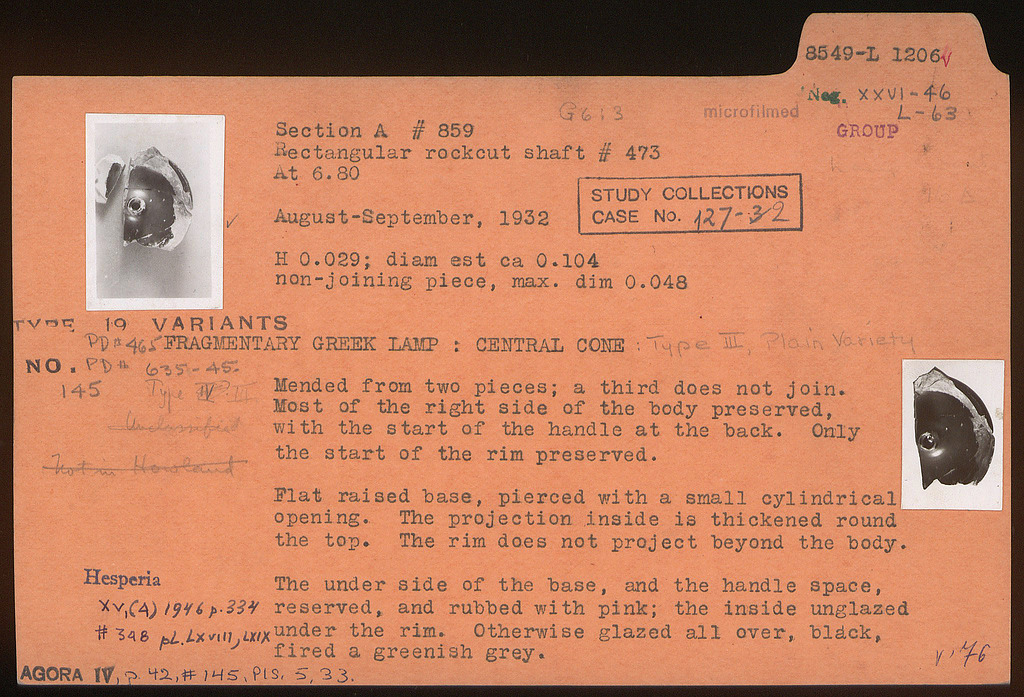 8549-L 1206 v
Neg. XXVI-46
L-63
G613
microfilmed
GROUP
Section A # 859
Rectangular rockcut shaft # 473
At 6.80
STUDY COLLECTIONS
CASE No. 127-32
August-September, 1932
H 0.029; diam est ca 0.104
non-joining piece, max. dim 0.048
TYPE 19 VARIANTS
PD# 465 FRAGMENTARY GREEK LAMP : CENTRAL CONE : Type III, Plain Variety
NO. PD# 635-45.
145 Type
Unclassified
Not in Howland
Mended from two pieces; a third does not join.
Most of the right side of the body preserved,
with the start of the handle at the back. Only
the start of the rim preserved.
Flat raised base, pierced with a small cylindrical
opening. The projection inside is thickened round
the top. The rim does not project beyond the body.
Hesperia
XV,(4) 1946 p.334
# 348 pL. LXVIII, LXIX
The under side of the base, and the handle space,
reserved, and rubbed with pink; the inside unglazed
under the rim. Otherwise glazed all over, black,
fired a greenish grey.
AGORA IV, p. 42, #145, Pls. 5, 33.
v '76